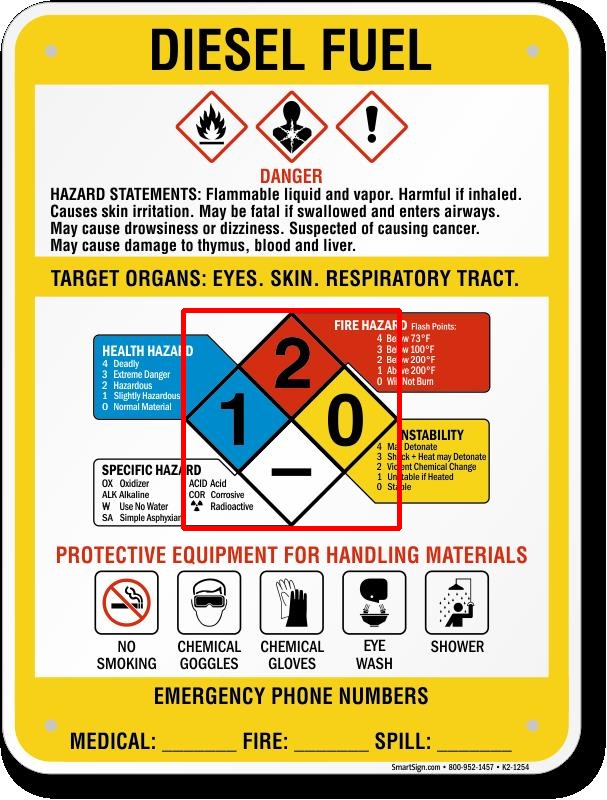 DIESEL FUEL
DANGER
HAZARD STATEMENTS: Flammable liquid and vapor. Harmful if inhaled.
Causes skin irritation. May be fatal if swallowed and enters airways.
May cause drowsiness or dizziness. Suspected of causing cancer.
May cause damage to thymus, blood and liver.
TARGET ORGANS: EYES. SKIN. RESPIRATORY TRACT.
HEALTH HAZARD
4 Deadly
3 Extreme Danger
2 Hazardous
1 Slightly Hazardous
0 Normal Material
FIRE HAZARD Flash Points:
4 Below 73°F
3 Below 100°F
2 Below 200°F
1 Above 200°F
0 Will Not Burn
2
1
0
–
INSTABILITY
4 May Detonate
3 Shock + Heat may Detonate
2 Violent Chemical Change
1 Unstable if Heated
0 Stable
SPECIFIC HAZARD
OX Oxidizer
ALK Alkaline
W Use No Water
SA Simple Asphyxiant
ACID Acid
COR Corrosive
Radioactive
PROTECTIVE EQUIPMENT FOR HANDLING MATERIALS
NO SMOKING
CHEMICAL GOGGLES
CHEMICAL GLOVES
EYE WASH
SHOWER
EMERGENCY PHONE NUMBERS
MEDICAL: _______ FIRE: _______ SPILL: _______
SmartSign.com • 800-952-1457 • K2-1254